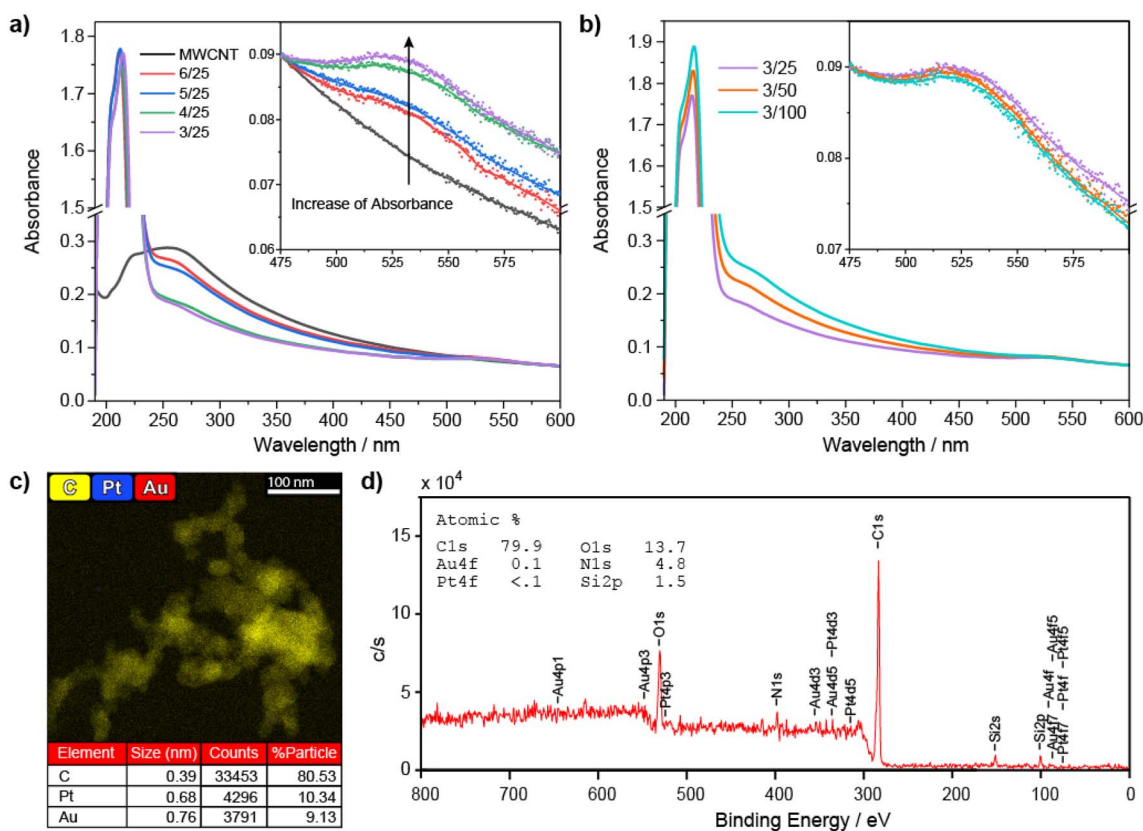 a)
1.8
1.7
1.6
1.5
0.3
0.2
0.1
0.0
Absorbance
200 250 300 350 400 450 500 550 600
Wavelength / nm
MWCNT
6/25
5/25
4/25
3/25
0.09
0.08
0.07
0.06
475 500 525 550 575
Increase of Absorbance
b)
1.9
1.8
1.7
1.6
1.5
0.3
0.2
0.1
0.0
Absorbance
200 250 300 350 400 450 500 550 600
Wavelength / nm
3/25
3/50
3/100
0.09
0.08
0.07
475 500 525 550 575
c)
C Pt Au
100 nm
Element Size (nm) Counts %Particle
C 0.39 33453 80.53
Pt 0.68 4296 10.34
Au 0.76 3791 9.13
d)
x 10⁴
15
10
5
0
c/s
Atomic %
C1s 79.9 O1s 13.7
Au4f 0.1 N1s 4.8
Pt4f <.1 Si2p 1.5
-Au4p1
-Au4p3
-O1s
-Pt4p3
-N1s
-Au4d3
-Au4d5
-Pt4d3
-Pt4d5
-C1s
-Si2s
-Si2p
-Au4f7
-Au4f
-Au4f5
-Pt4f7
-Pt4f
-Pt4f5
800 700 600 500 400 300 200 100 0
Binding Energy / eV